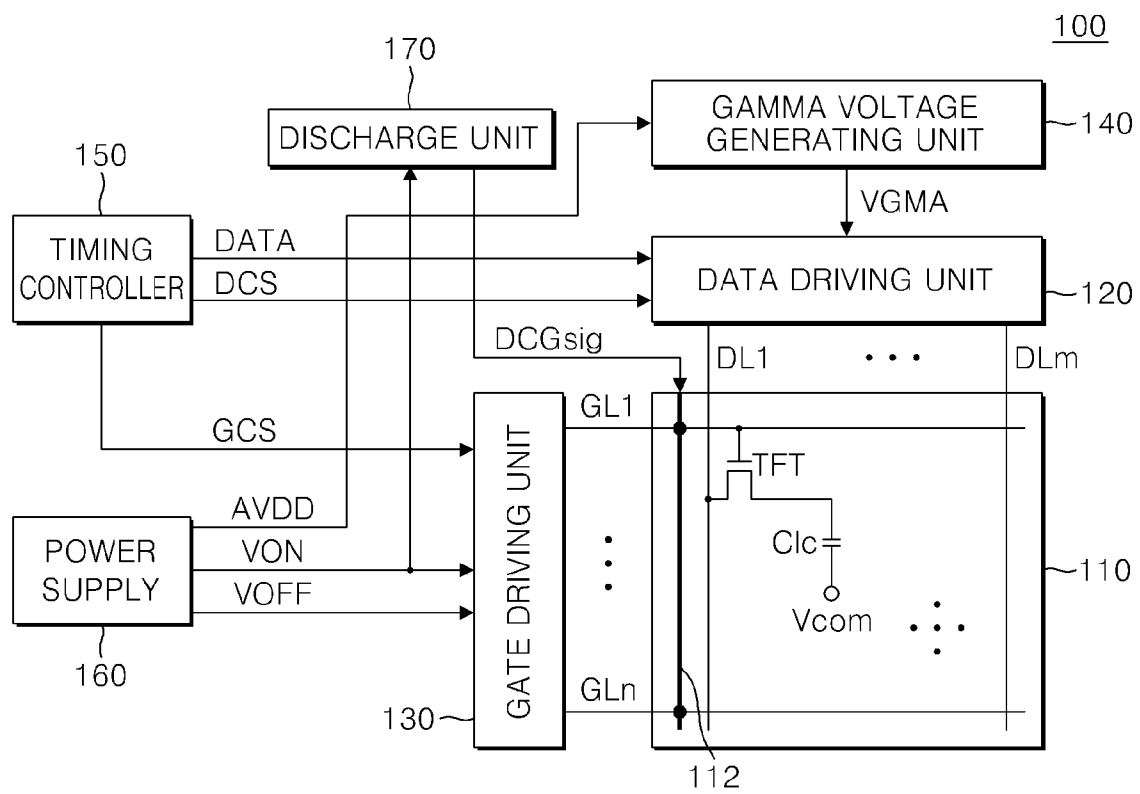 100
170
DISCHARGE UNIT
GAMMA VOLTAGE
GENERATING UNIT
140
150
TIMING
CONTROLLER
VGMA
DATA
DCS
DATA DRIVING UNIT
120
DCGsig
DL1
DLm
GCS
GL1
TFT
GATE DRIVING UNIT
AVDD
VON
VOFF
POWER
SUPPLY
160
Clc
Vcom
110
GLn
130
112